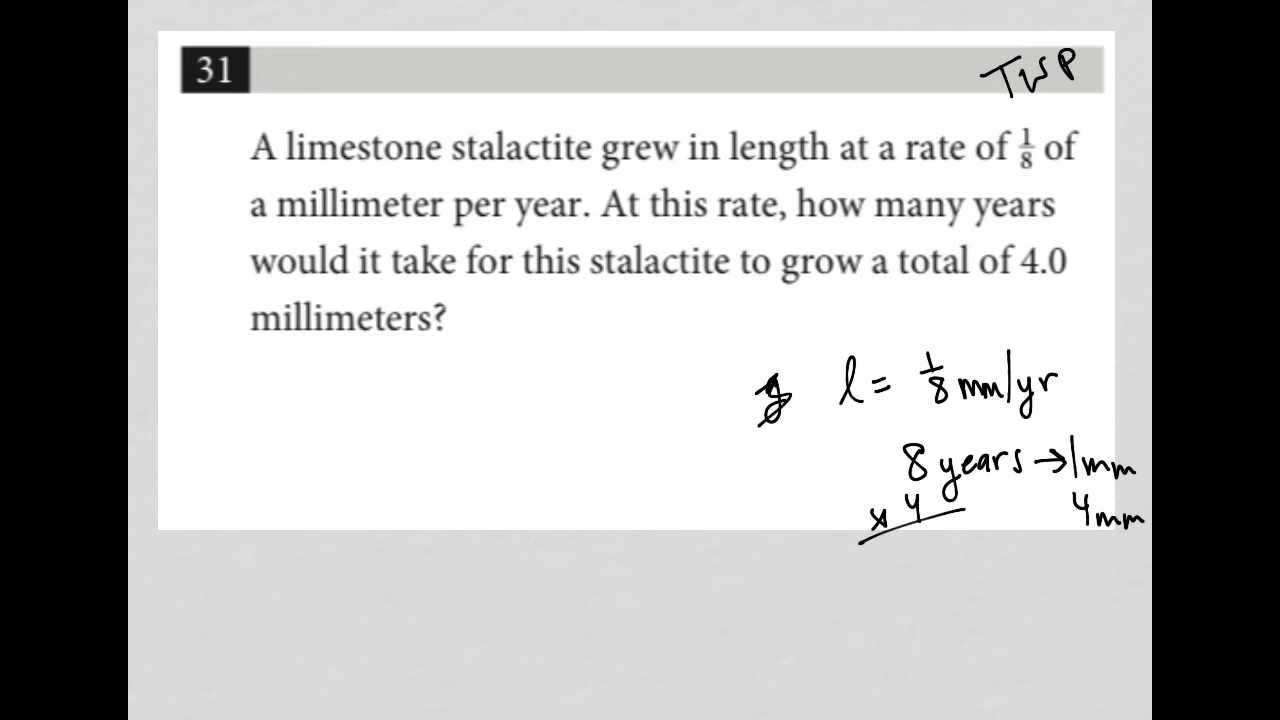 31
TWSP
A limestone stalactite grew in length at a rate of 1/8 of
a millimeter per year. At this rate, how many years
would it take for this stalactite to grow a total of 4.0
millimeters?
l = 1/8 mm/yr
8 years → 1mm
x 4 4mm